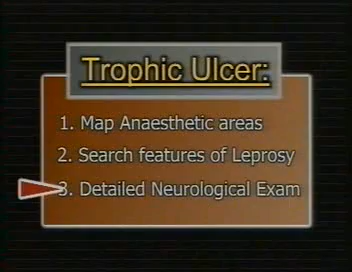 Trophic Ulcer:
1. Map Anaesthetic areas
2. Search features of Leprosy
3. Detailed Neurological Exam